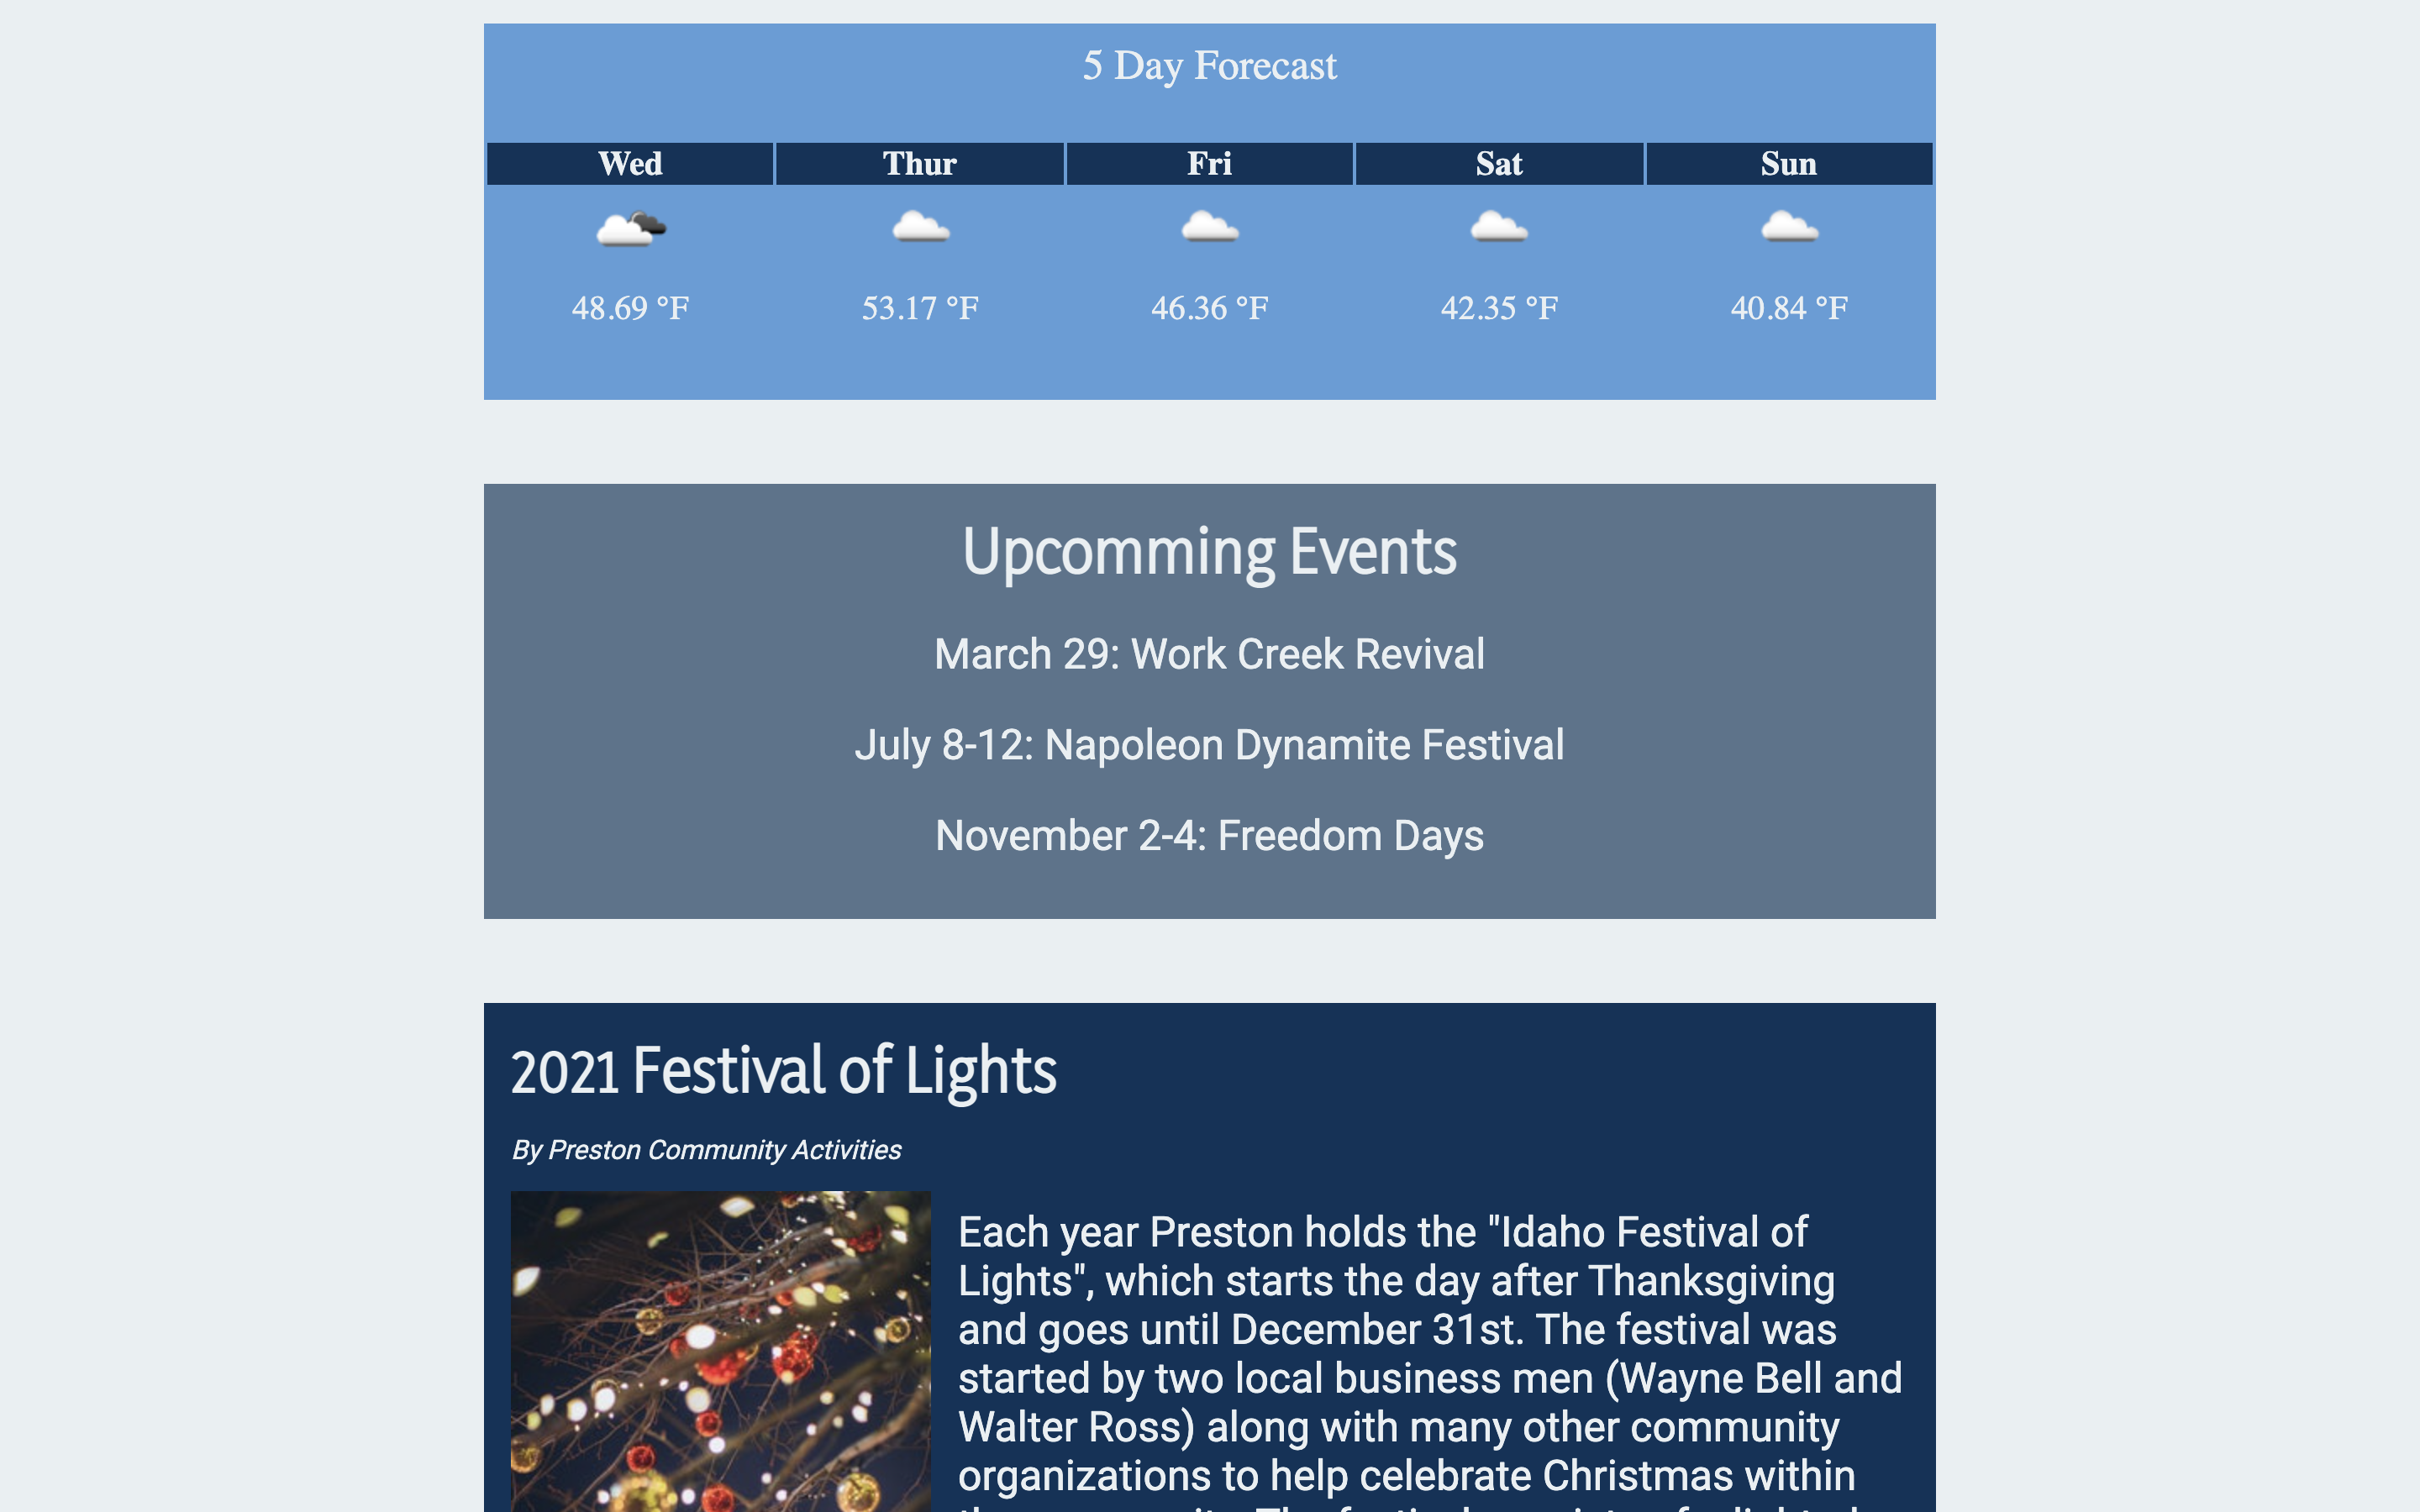 5 Day Forecast
Wed Thur Fri Sat Sun
48.69 °F 53.17 °F 46.36 °F 42.35 °F 40.84 °F
Upcomming Events
March 29: Work Creek Revival
July 8-12: Napoleon Dynamite Festival
November 2-4: Freedom Days
2021 Festival of Lights
By Preston Community Activities
Each year Preston holds the "Idaho Festival of
Lights", which starts the day after Thanksgiving
and goes until December 31st. The festival was
started by two local business men (Wayne Bell and
Walter Ross) along with many other community
organizations to help celebrate Christmas within